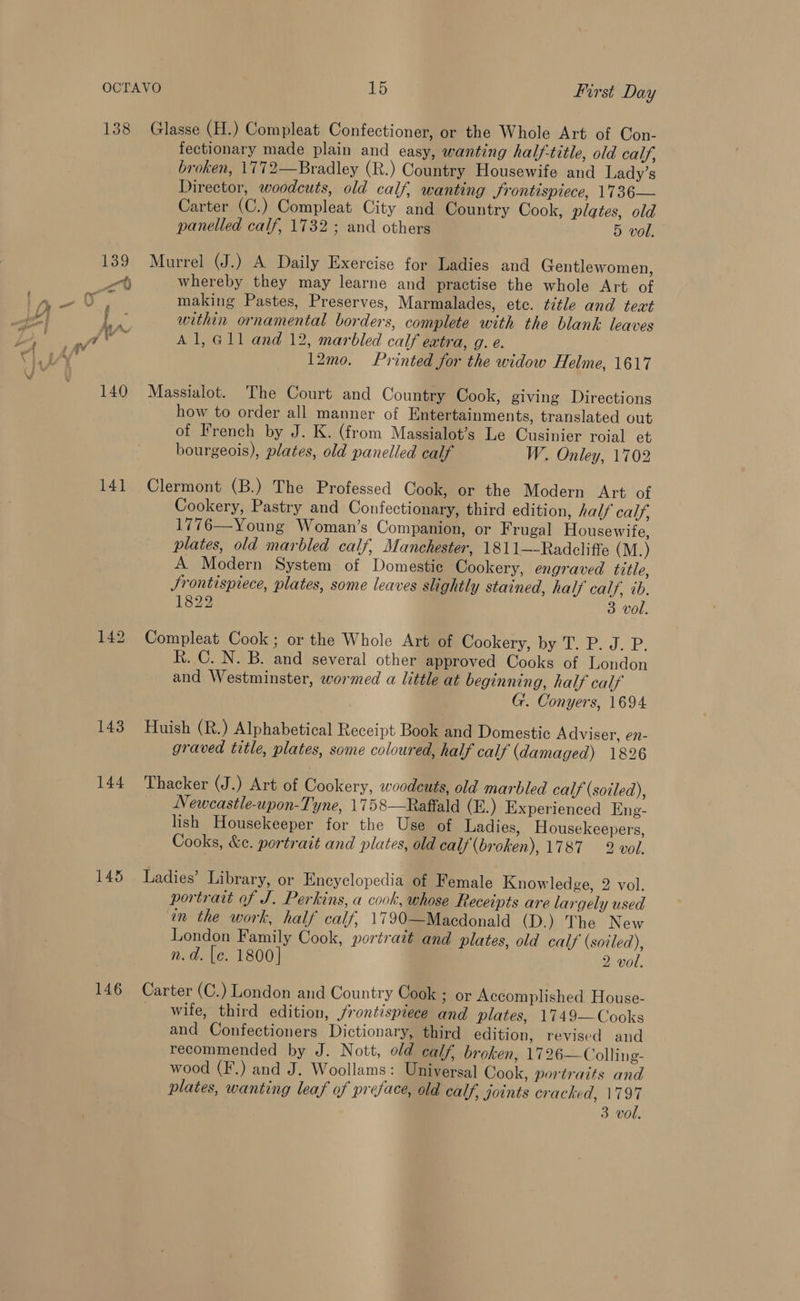 OCTAVO 15 First Day
138 Glasse (H.) Compleat Confectioner, or the Whole Art of Con-
fectionary made plain and easy, wanting half-title, old calf,
broken, 1772—Bradley (R.) Country Housewife and Lady's
Director, woodcuts, old calf, wanting frontispiece, 1736—
Carter (C.) Compleat City and Country Cook, plates, old
panelled calf, 1732 ; and others 5 vol.
139 Murrel (J.) A Daily Exercise for Ladies and Gentlewomen,
whereby they may learne and practise the whole Art of
making Pastes, Preserves, Marmalades, etc. title and text
within ornamental borders, complete with the blank leaves
A1, G11 and 12, marbled calf extra, g. e.
12mo. Printed for the widow Helme, 1617
140 Massialot. The Court and Country Cook, giving Directions
how to order all manner of Entertainments, translated out
of French by J. K. (from Massialot's Le Cusinier roial et
bourgeois), plates, old panelled calf W. Onley, 1702
141 Clermont (B.) The Professed Cook, or the Modern Art of
Cookery, Pastry and Confectionary, third edition, half calf,
1776—Young Woman's Companion, or Frugal Housewife,
plates, old marbled calf, Manchester, 1811—Radcliffe (M.)
A Modern System of Domestic Cookery, engraved title,
frontispiece, plates, some leaves slightly stained, half calf, ib.
1822 3 vol.
142 Compleat Cook ; or the Whole Art of Cookery, by T. P. J. P.
R. C. N. B. and several other approved Cooks of London
and Westminster, wormed a little at beginning, half calf
G. Conyers, 1694
143 Huish (R.) Alphabetical Receipt Book and Domestic Adviser, en-
graved title, plates, some coloured, half calf (damaged) 1826
144 Thacker (J.) Art of Cookery, woodcuts, old marbled calf (soiled),
Newcastle-upon-Tyne, 1758—Raffald (E.) Experienced Eng-
lish Housekeeper for the Use of Ladies, Housekeepers,
Cooks, &c. portrait and plates, old calf (broken), 1787 2 vol.
145 Ladies' Library, or Encyclopedia of Female Knowledge, 2 vol.
portrait of J. Perkins, a cook, whose Receipts are largely used
in the work, half calf, 1790—Macdonald (D.) The New
London Family Cook, portrait and plates, old calf (soiled),
n. d. [c. 1800] 2 vol.
146 Carter (C.) London and Country Cook ; or Accomplished House-
wife, third edition, frontispiece and plates, 1749—Cooks
and Confectioners Dictionary, third edition, revised and
recommended by J. Nott, old calf, broken, 1726—Colling-
wood (F.) and J. Woollams: Universal Cook, portraits and
plates, wanting leaf of preface, old calf, joints cracked, 1797
3 vol.